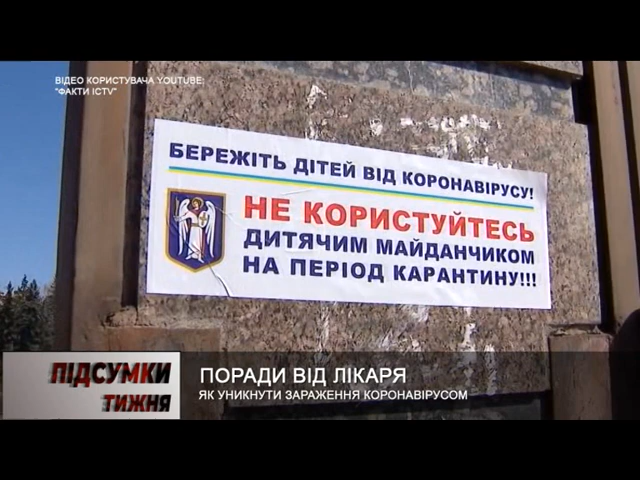 ВІДЕО КОРИСТУВАЧА YOUTUBE:
"ФАКТИ ICTV"
БЕРЕЖІТЬ ДІТЕЙ ВІД КОРОНАВІРУСУ!
НЕ КОРИСТУЙТЕСЬ
ДИТЯЧИМ МАЙДАНЧИКОМ
НА ПЕРІОД КАРАНТИНУ!!!
ПІДСУМКИ
ТИЖНЯ
ПОРАДИ ВІД ЛІКАРЯ
ЯК УНИКНУТИ ЗАРАЖЕННЯ КОРОНАВІРУСОМ